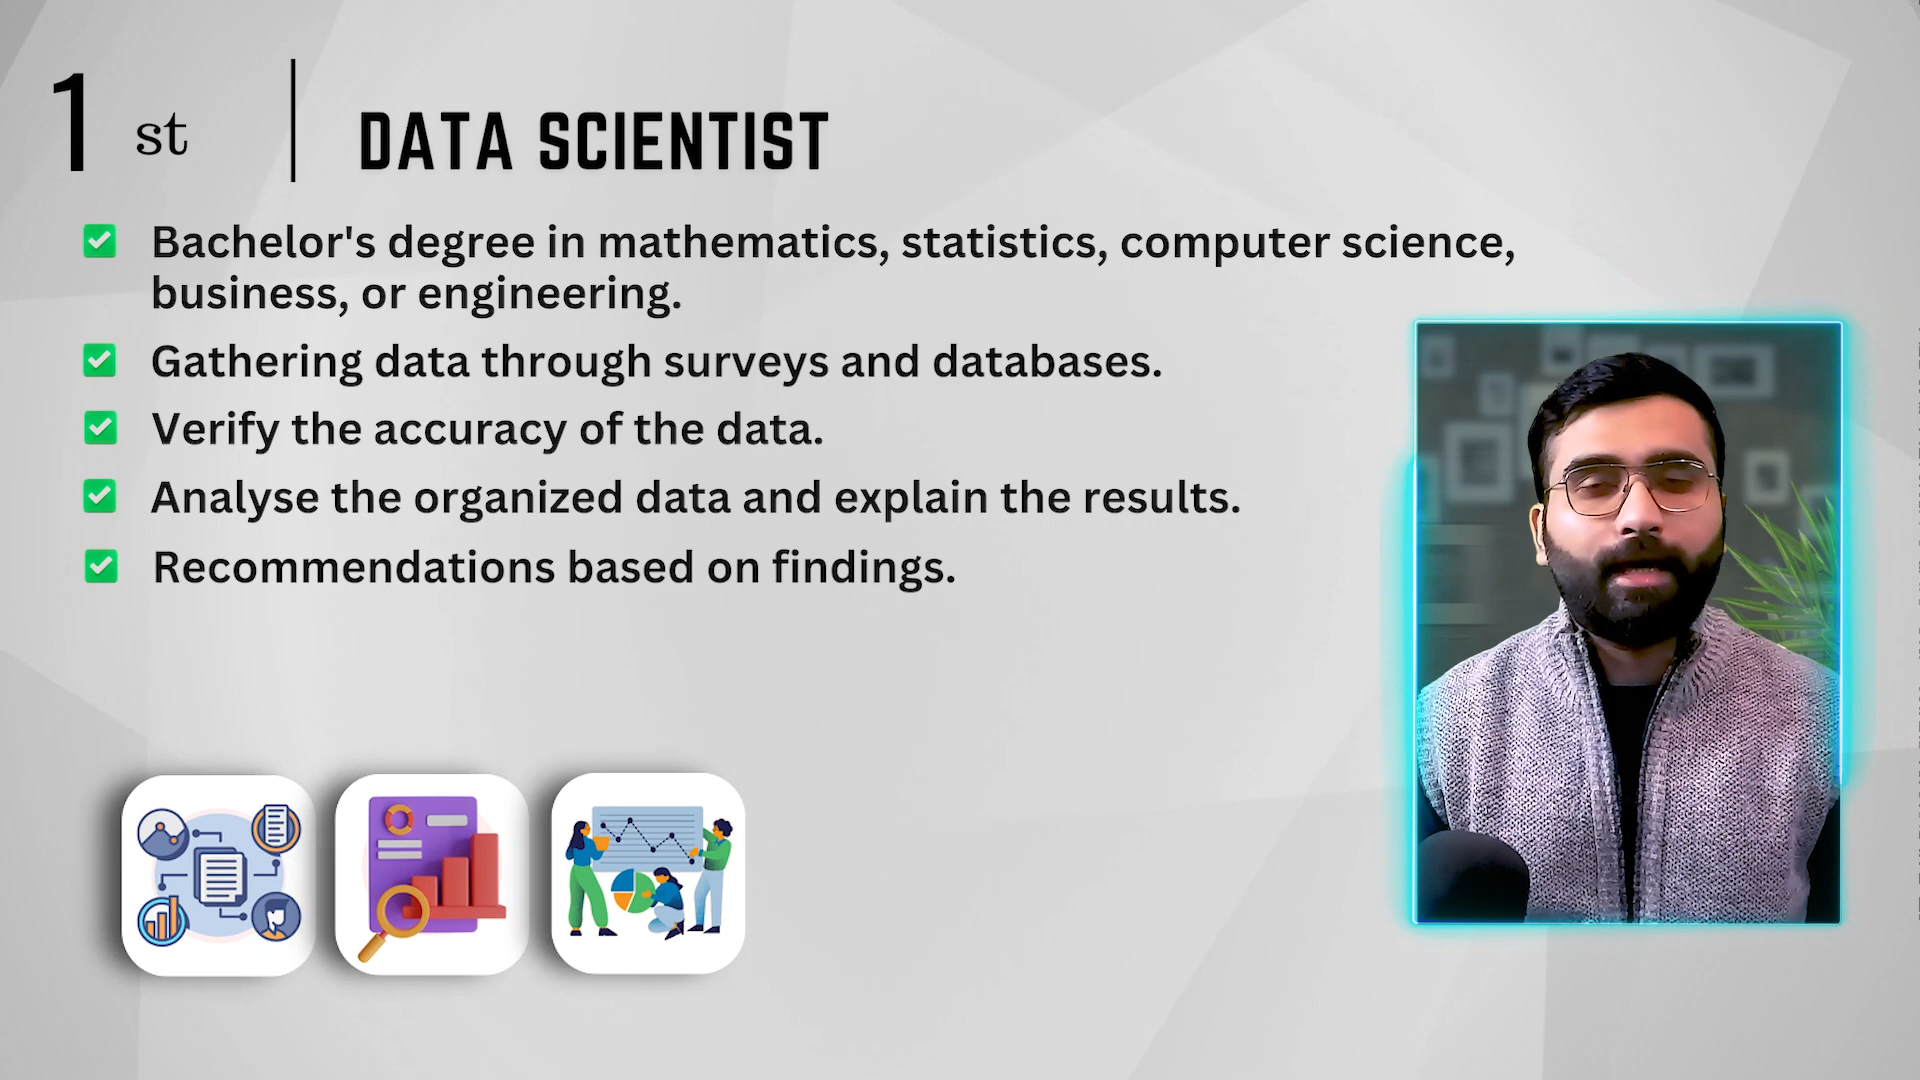 1 st
DATA SCIENTIST
Bachelor's degree in mathematics, statistics, computer science,
business, or engineering.
Gathering data through surveys and databases.
Verify the accuracy of the data.
Analyse the organized data and explain the results.
Recommendations based on findings.